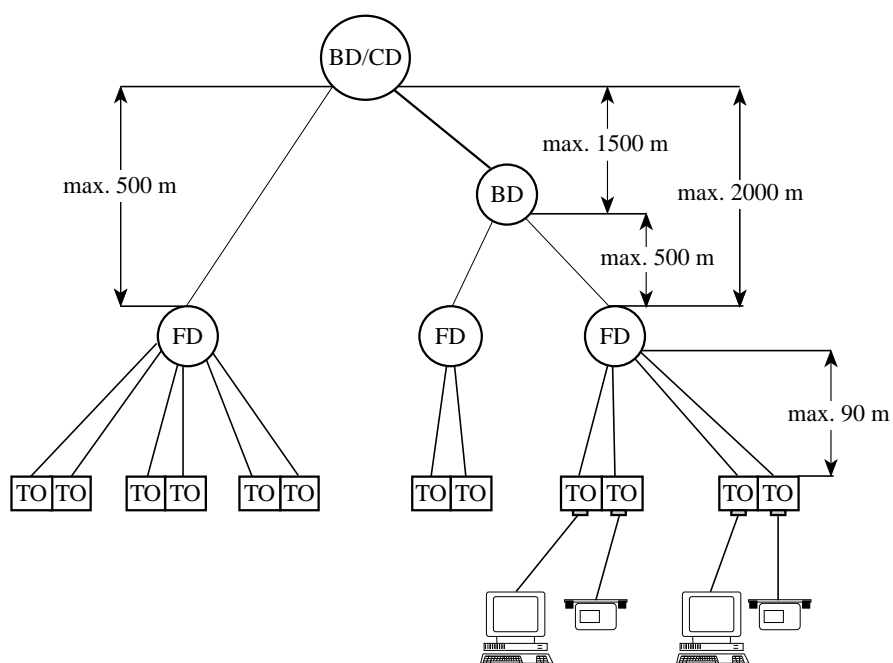 BD/CD
max. 1500 m
max. 500 m
BD
max. 2000 m
max. 500 m
FD
FD
FD
max. 90 m
TO TO
TO TO
TO TO
TO TO
TO TO
TO TO